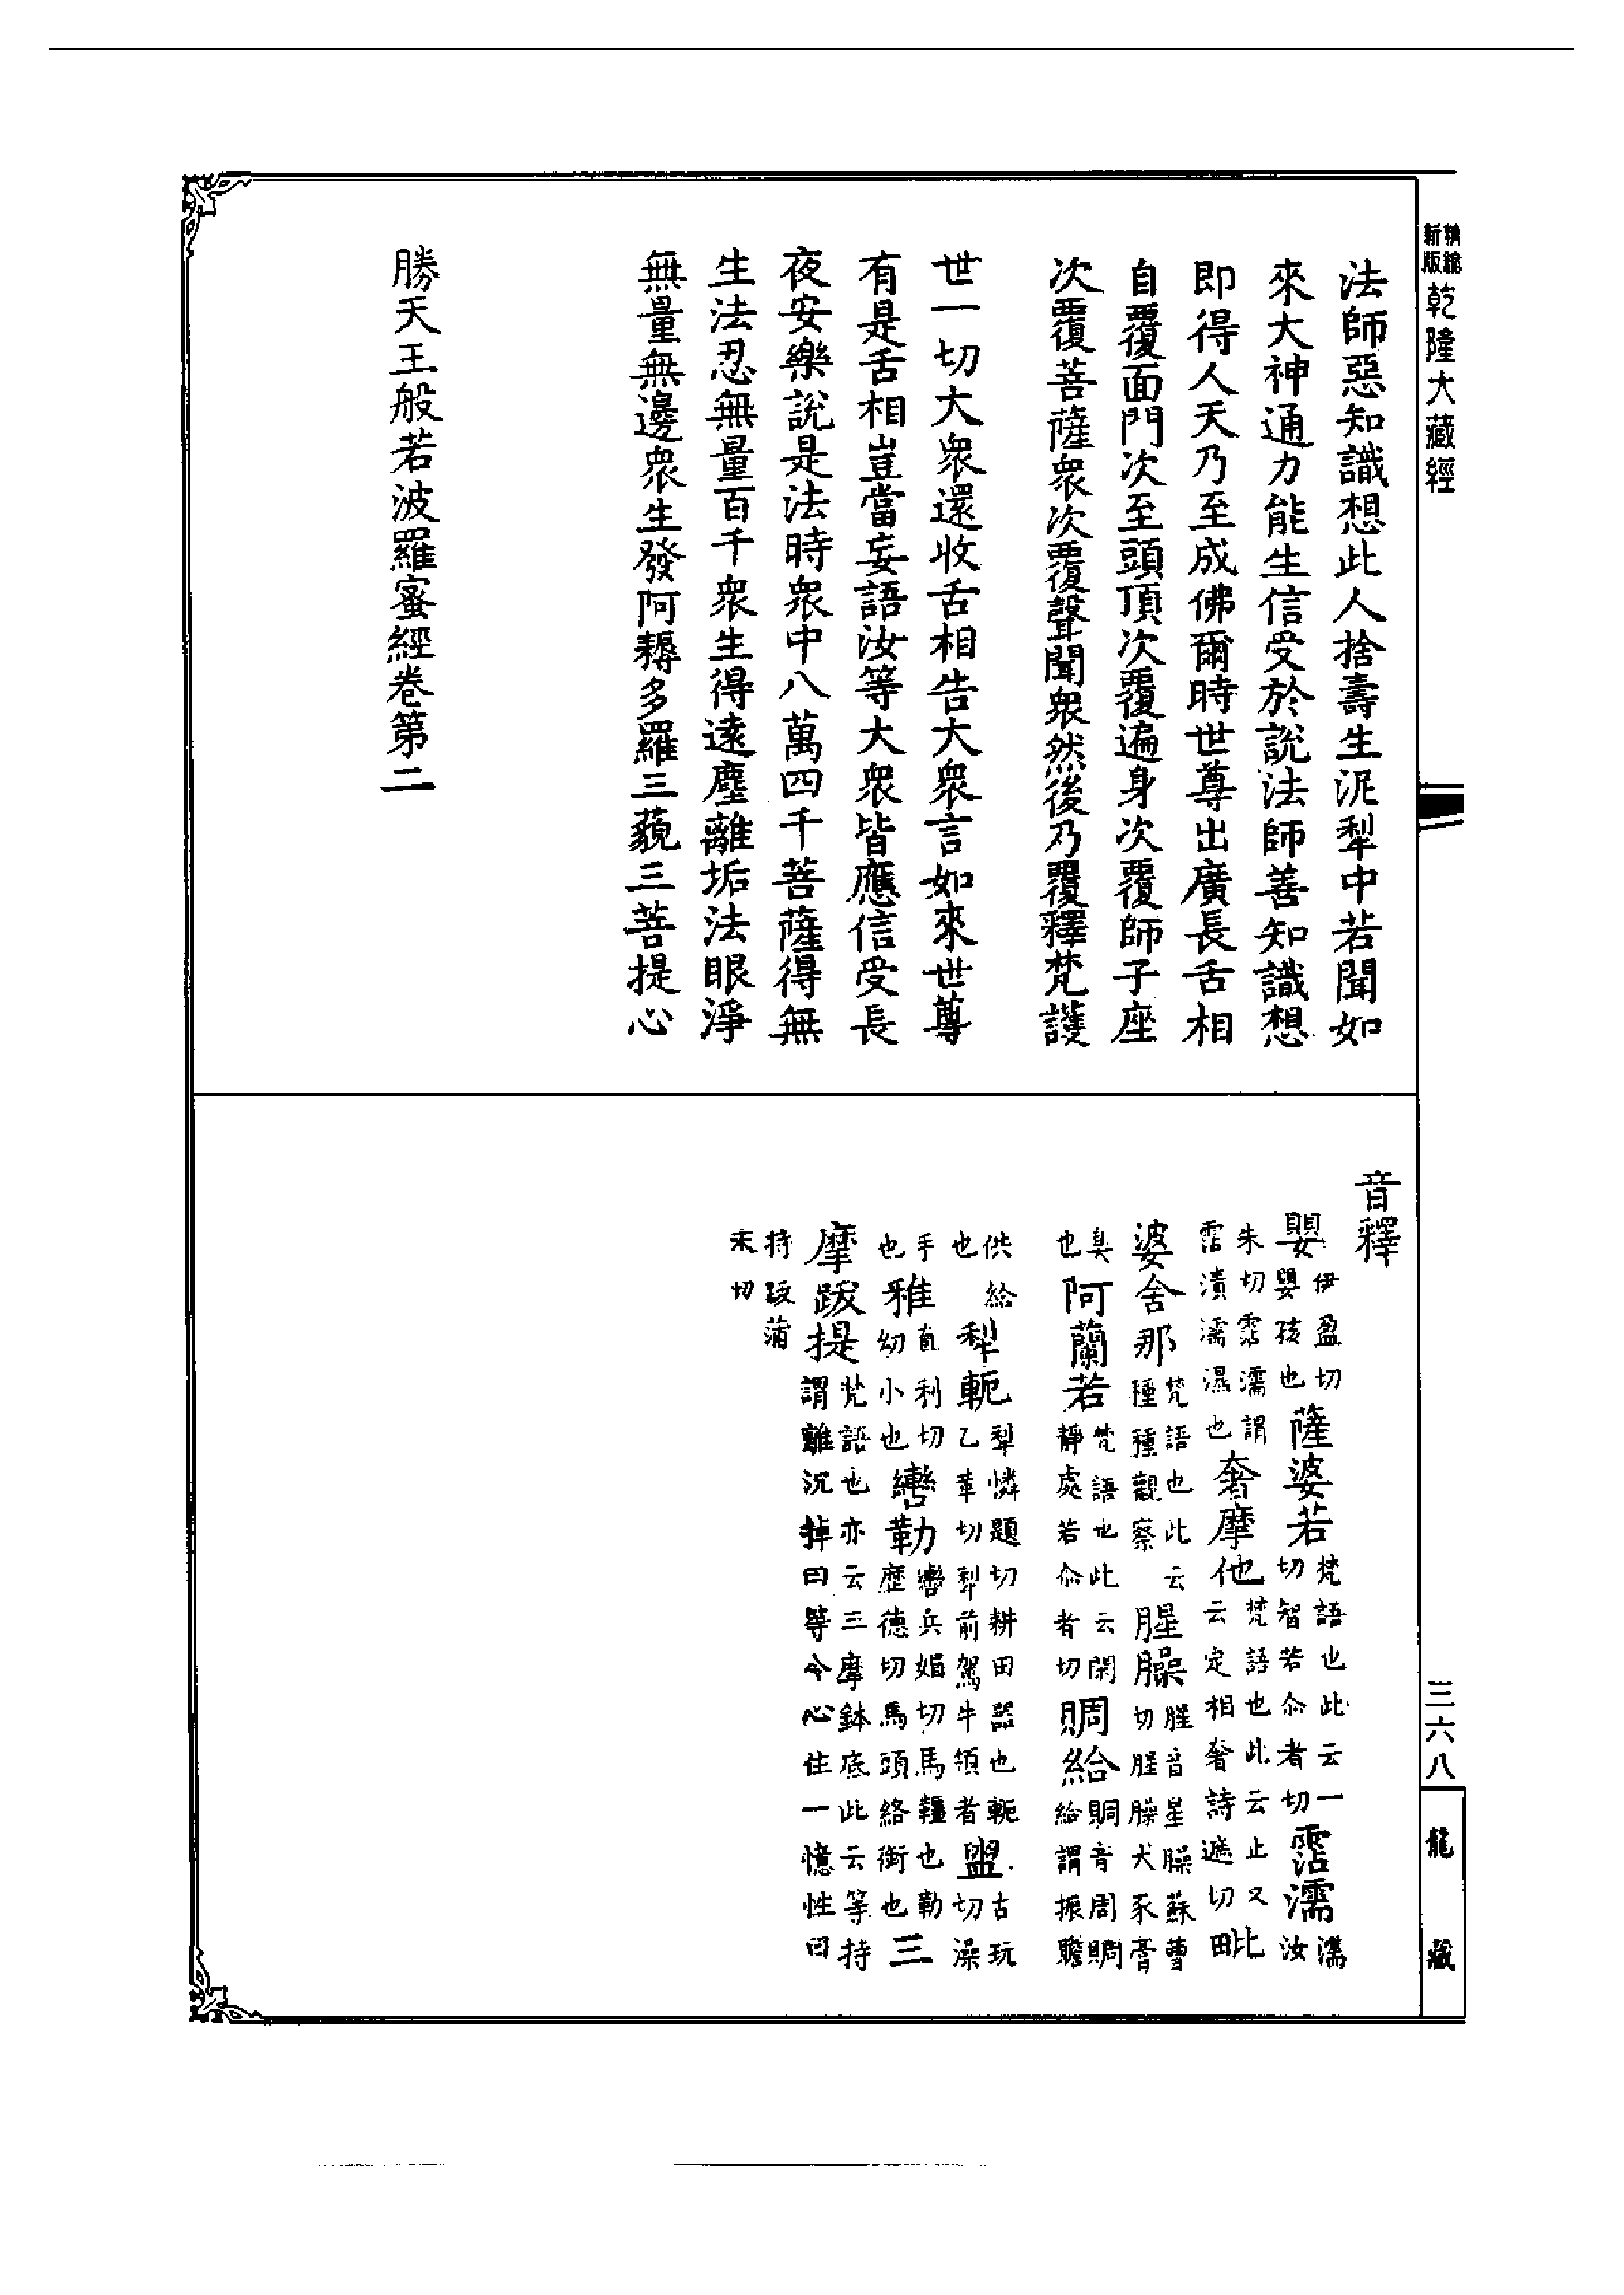 新版
乾隆大藏經
法師惡知識想此人捨壽生泥犁中若聞如
來大神通力能生信受於說法師善知識想
即得人天乃至成佛爾時世尊出廣長舌相
自覆面門次至頭頂次覆遍身次覆師子座
次覆菩薩衆次覆聲聞衆然後乃覆釋梵護
世一切大衆還收舌相告大衆言如來世尊
有是舌相豈當妄語汝等大衆皆應信受長
夜安樂說是法時衆中八萬四千菩薩得無
生法忍無量百千衆生得遠塵離垢法眼淨
無量無邊衆生發阿耨多羅三藐三菩提心
勝天王般若波羅蜜經卷第二
音釋
嬰伊盈切嬰孩也薩婆若梵語也此云一切智若尒者切霑濡濡汝
朱切霑濡謂霑漬濡濕也奢摩他梵語也此云止又云定相奢詩遮切毗
婆舍那梵語也此云種種觀察腥臊腥音星臊蘇曹切腥臊犬豕膏
臭也阿蘭若梵語也此云閑靜處若尒者切賙給賙音周賙給謂振贍
供給也犁軛犁憐題切耕田器也軛乙革切犁前駕牛領者盥古玩切澡
手也稚直利切幼小也轡勒轡兵媚切馬韁也勒歷德切馬頭絡銜也三
摩跋提梵語也亦云三摩鉢底此云等持謂離沉掉曰等令心住一憶性曰
持跋蒲末切
三六八
龍藏